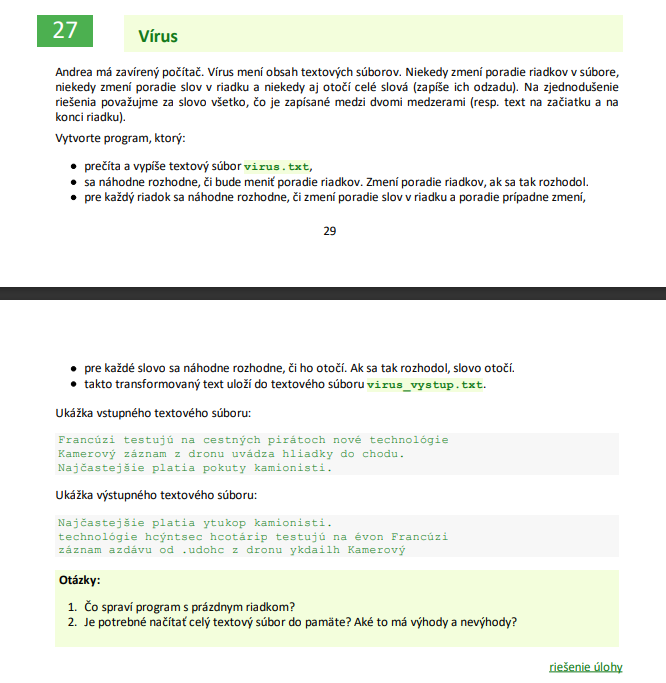 27
Vírus
Andrea má zavírený počítač. Vírus mení obsah textových súborov. Niekedy zmení poradie riadkov v súbore,
niekedy zmení poradie slov v riadku a niekedy aj otočí celé slová (zapíše ich odzadu). Na zjednodušenie
riešenia považujme za slovo všetko, čo je zapísané medzi dvomi medzerami (resp. text na začiatku a na
konci riadku).
Vytvorte program, ktorý:
• prečíta a vypíše textový súbor virus.txt,
• sa náhodne rozhodne, či bude meniť poradie riadkov. Zmení poradie riadkov, ak sa tak rozhodol.
• pre každý riadok sa náhodne rozhodne, či zmení poradie slov v riadku a poradie prípadne zmení,
29
• pre každé slovo sa náhodne rozhodne, či ho otočí. Ak sa tak rozhodol, slovo otočí.
• takto transformovaný text uloží do textového súboru virus_vystup.txt.
Ukážka vstupného textového súboru:
Francúzi testujú na cestných pirátoch nové technológie
Kamerový záznam z dronu uvádza hliadky do chodu.
Najčastejšie platia pokuty kamionisti.
Ukážka výstupného textového súboru:
Najčastejšie platia ytukop kamionisti.
technológie hcýntsec hcotárip testujú na évon Francúzi
záznam azdávu od .udohc z dronu ykdailh Kamerový
Otázky:
1. Čo spraví program s prázdnym riadkom?
2. Je potrebné načítať celý textový súbor do pamäte? Aké to má výhody a nevýhody?
riešenie úlohy